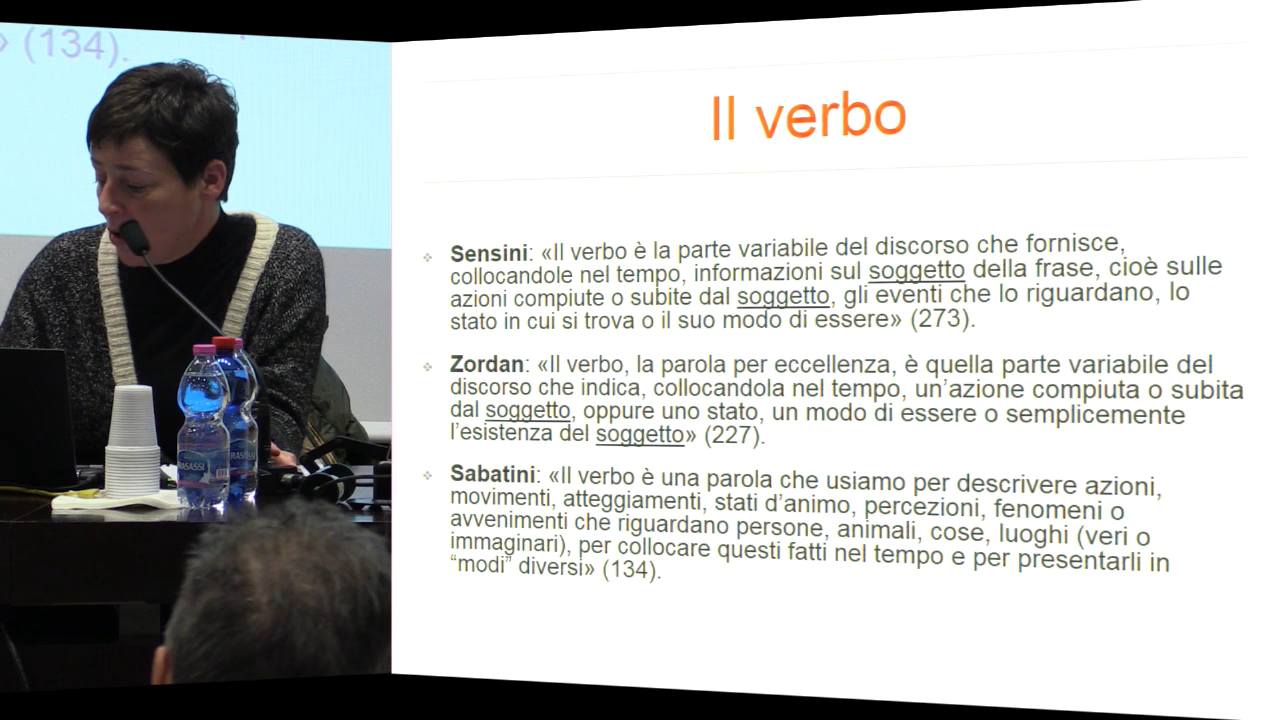 » (134).
Il verbo
Sensini: «Il verbo è la parte variabile del discorso che fornisce,
collocandole nel tempo, informazioni sul soggetto della frase, cioè sulle
azioni compiute o subite dal soggetto, gli eventi che lo riguardano, lo
stato in cui si trova o il suo modo di essere» (273).
Zordan: «Il verbo, la parola per eccellenza, è quella parte variabile del
discorso che indica, collocandola nel tempo, un’azione compiuta o subita
dal soggetto, oppure uno stato, un modo di essere o semplicemente
l’esistenza del soggetto» (227).
Sabatini: «Il verbo è una parola che usiamo per descrivere azioni,
movimenti, atteggiamenti, stati d’animo, percezioni, fenomeni o
avvenimenti che riguardano persone, animali, cose, luoghi (veri o
immaginari), per collocare questi fatti nel tempo e per presentarli in
“modi” diversi» (134).